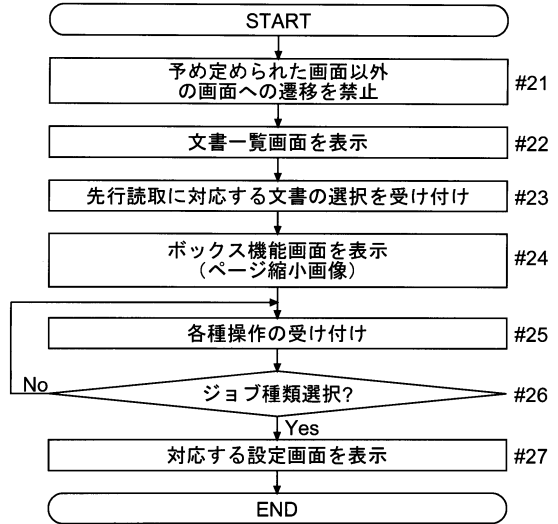 START
予め定められた画面以外
の画面への遷移を禁止
#21
文書一覧画面を表示
#22
先行読取に対応する文書の選択を受け付け
#23
ボックス機能画面を表示
(ページ縮小画像)
#24
各種操作の受け付け
#25
No
ジョブ種類選択?
#26
Yes
対応する設定画面を表示
#27
END